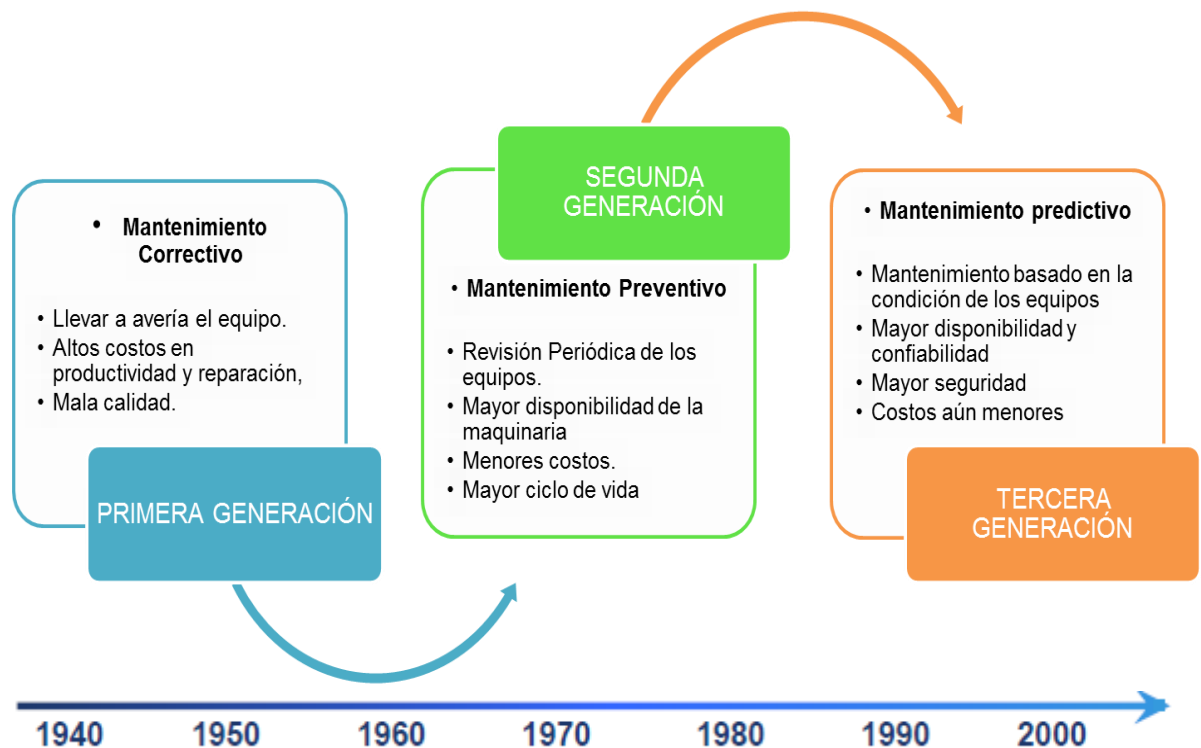 • Mantenimiento
Correctivo
• Llevar a avería el equipo.
• Altos costos en
productividad y reparación,
• Mala calidad.
PRIMERA GENERACIÓN
SEGUNDA
GENERACIÓN
• Mantenimiento Preventivo
• Revisión Periódica de los
equipos.
• Mayor disponibilidad de la
maquinaria
• Menores costos.
• Mayor ciclo de vida
• Mantenimiento predictivo
• Mantenimiento basado en la
condición de los equipos
• Mayor disponibilidad y
confiabilidad
• Mayor seguridad
• Costos aún menores
TERCERA
GENERACIÓN
1940 1950 1960 1970 1980 1990 2000